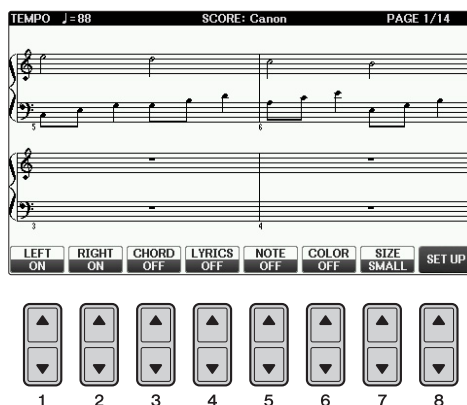 TEMPO ♩=88 SCORE: Canon PAGE 1/14
5 6
3 4
LEFT RIGHT CHORD LYRICS NOTE COLOR SIZE SET UP
ON ON OFF OFF OFF OFF SMALL
1 2 3 4 5 6 7 8